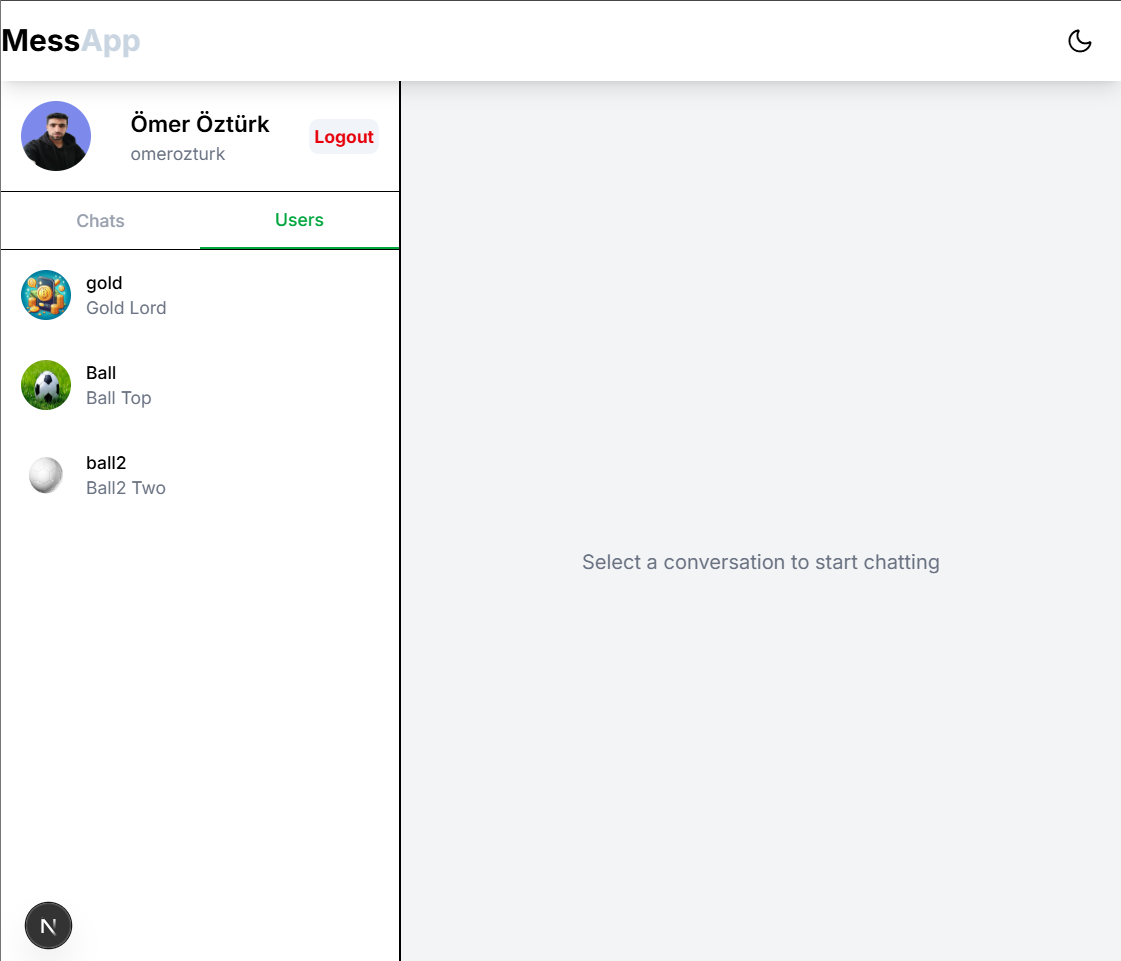 MessApp
Ömer Öztürk
omerozturk
Logout
Chats
Users
gold
Gold Lord
Ball
Ball Top
ball2
Ball2 Two
Select a conversation to start chatting
N